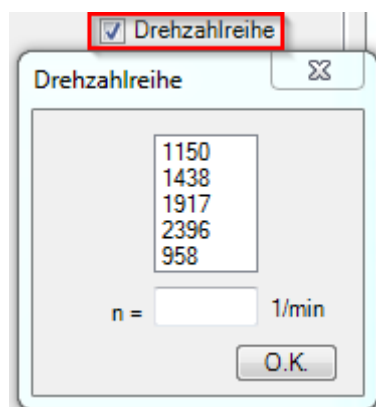 Drehzahlreihe
Drehzahlreihe
1150
1438
1917
2396
958
n = 1/min
O.K.